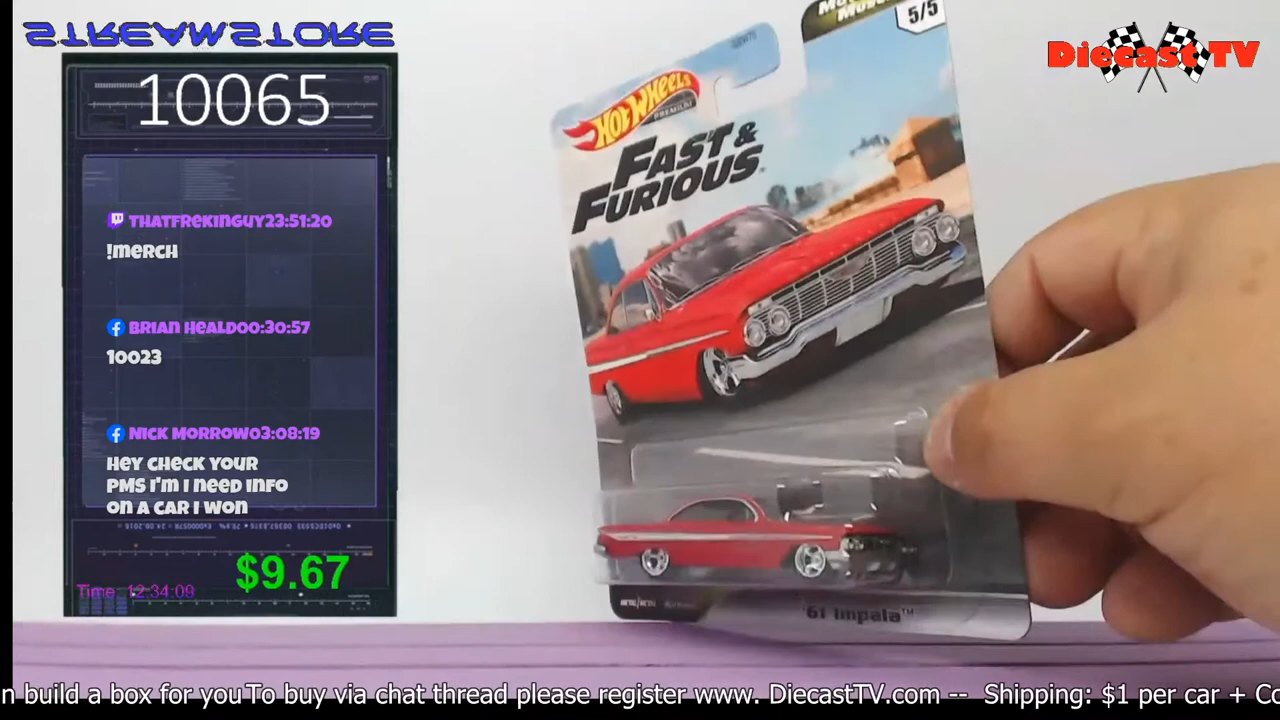 STREAMSTORE
10065
THATFREKINGUY23:51:20
!merch
BRIAN HEALD00:30:57
10023
NICK MORROW03:08:19
Hey check your
PMs I'm I need info
on a car I won
$9.67
Time: 12:34:09
HOT WHEELS
PREMIUM
FAST &
FURIOUS
5/5
'61 Impala™
Diecast TV
n build a box for youTo buy via chat thread please register www. DiecastTV.com -- Shipping: $1 per car + Co